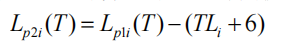 L_{p2i}(T) = L_{p1i}(T) − (TL_i + 6)